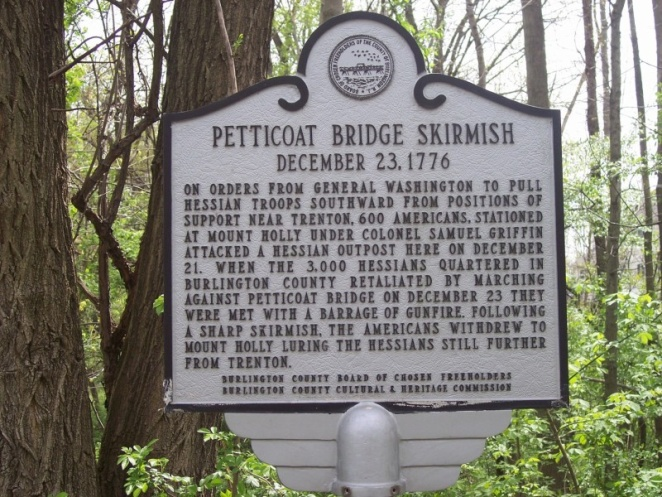 PETTICOAT BRIDGE SKIRMISH
DECEMBER 23, 1776
ON ORDERS FROM GENERAL WASHINGTON TO PULL
HESSIAN TROOPS SOUTHWARD FROM POSITIONS OF
SUPPORT NEAR TRENTON, 600 AMERICANS, STATIONED
AT MOUNT HOLLY UNDER COLONEL SAMUEL GRIFFIN
ATTACKED A HESSIAN OUTPOST HERE ON DECEMBER
21. WHEN THE 3,000 HESSIANS QUARTERED IN
BURLINGTON COUNTY RETALIATED BY MARCHING
AGAINST PETTICOAT BRIDGE ON DECEMBER 23 THEY
WERE MET WITH A BARRAGE OF GUNFIRE. FOLLOWING
A SHARP SKIRMISH, THE AMERICANS WITHDREW TO
MOUNT HOLLY LURING THE HESSIANS STILL FURTHER
FROM TRENTON.
BURLINGTON COUNTY BOARD OF CHOSEN FREEHOLDERS
BURLINGTON COUNTY CULTURAL & HERITAGE COMMISSION